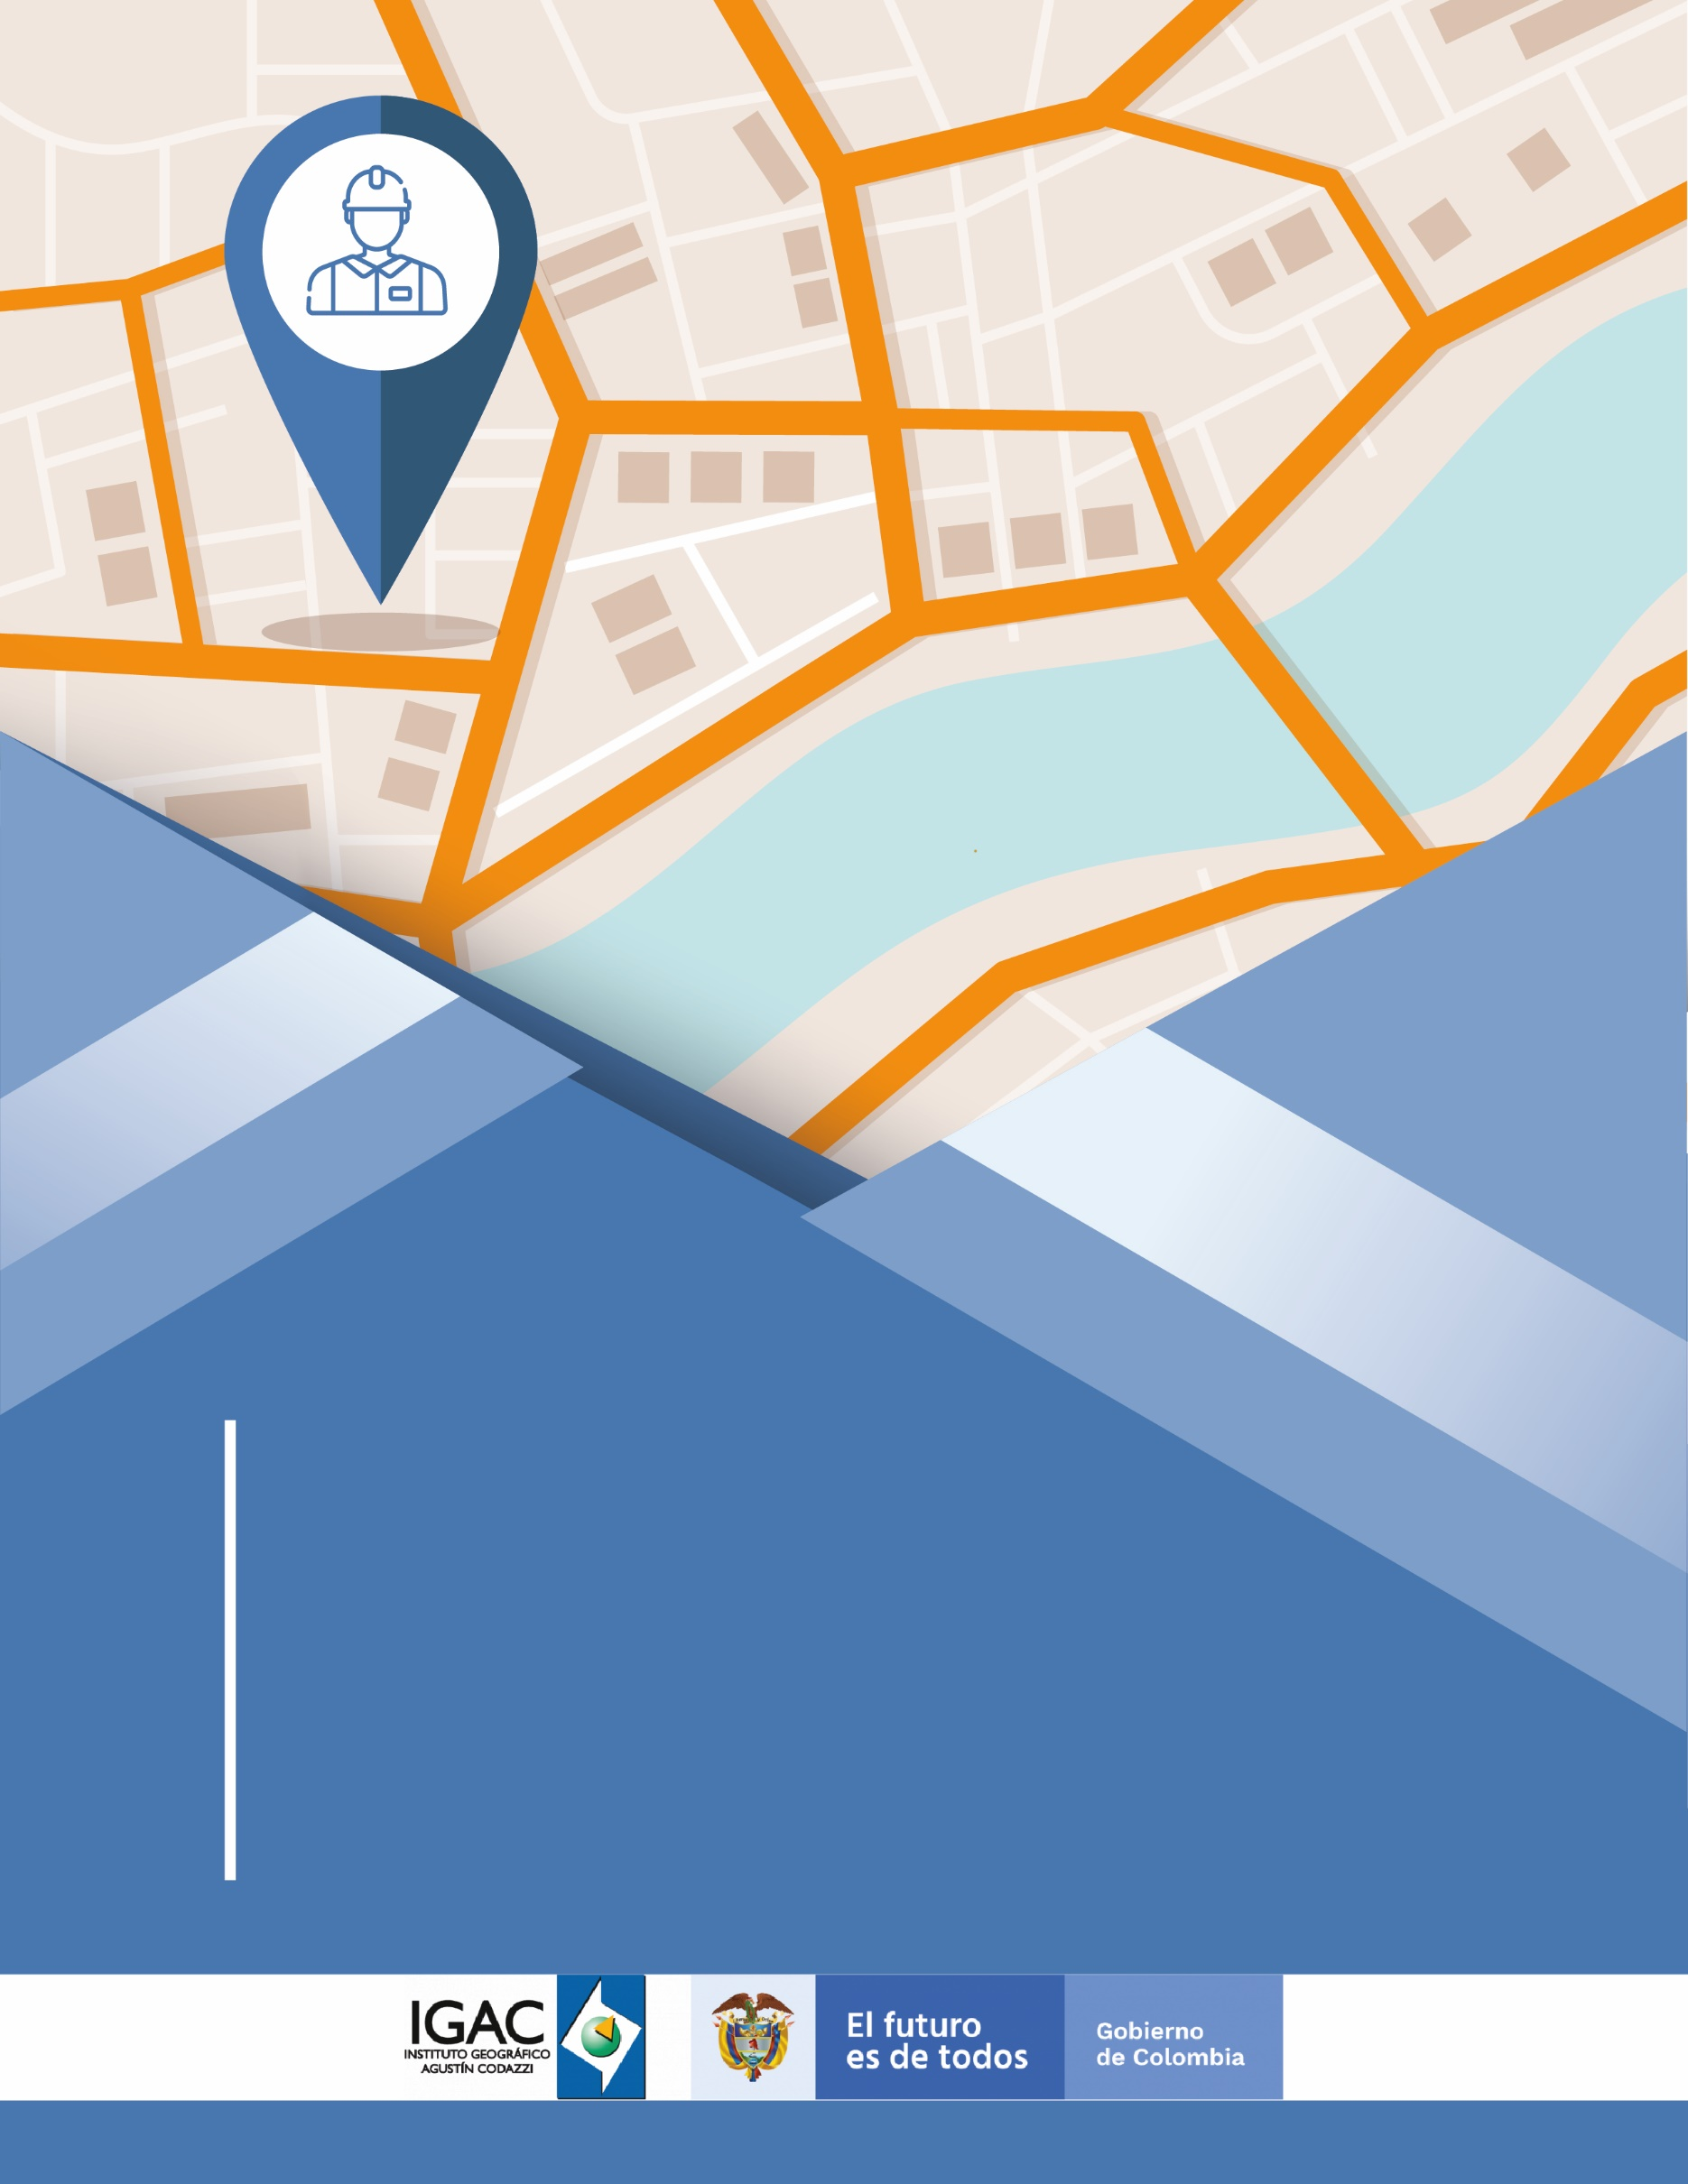 IGAC
INSTITUTO GEOGRÁFICO
AGUSTÍN CODAZZI
El futuro
es de todos
Gobierno
de Colombia